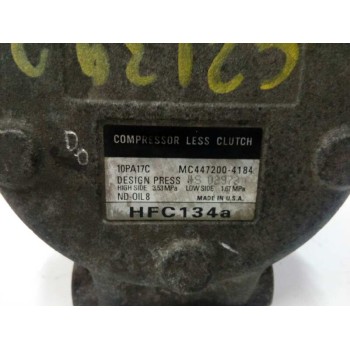 COMPRESSOR LESS CLUTCH
10PA17C MC447200-4184
DESIGN PRESS
HIGH SIDE 3.53MPa LOW SIDE 1.67MPa
ND-OIL8 MADE IN U.S.A.
HFC134a